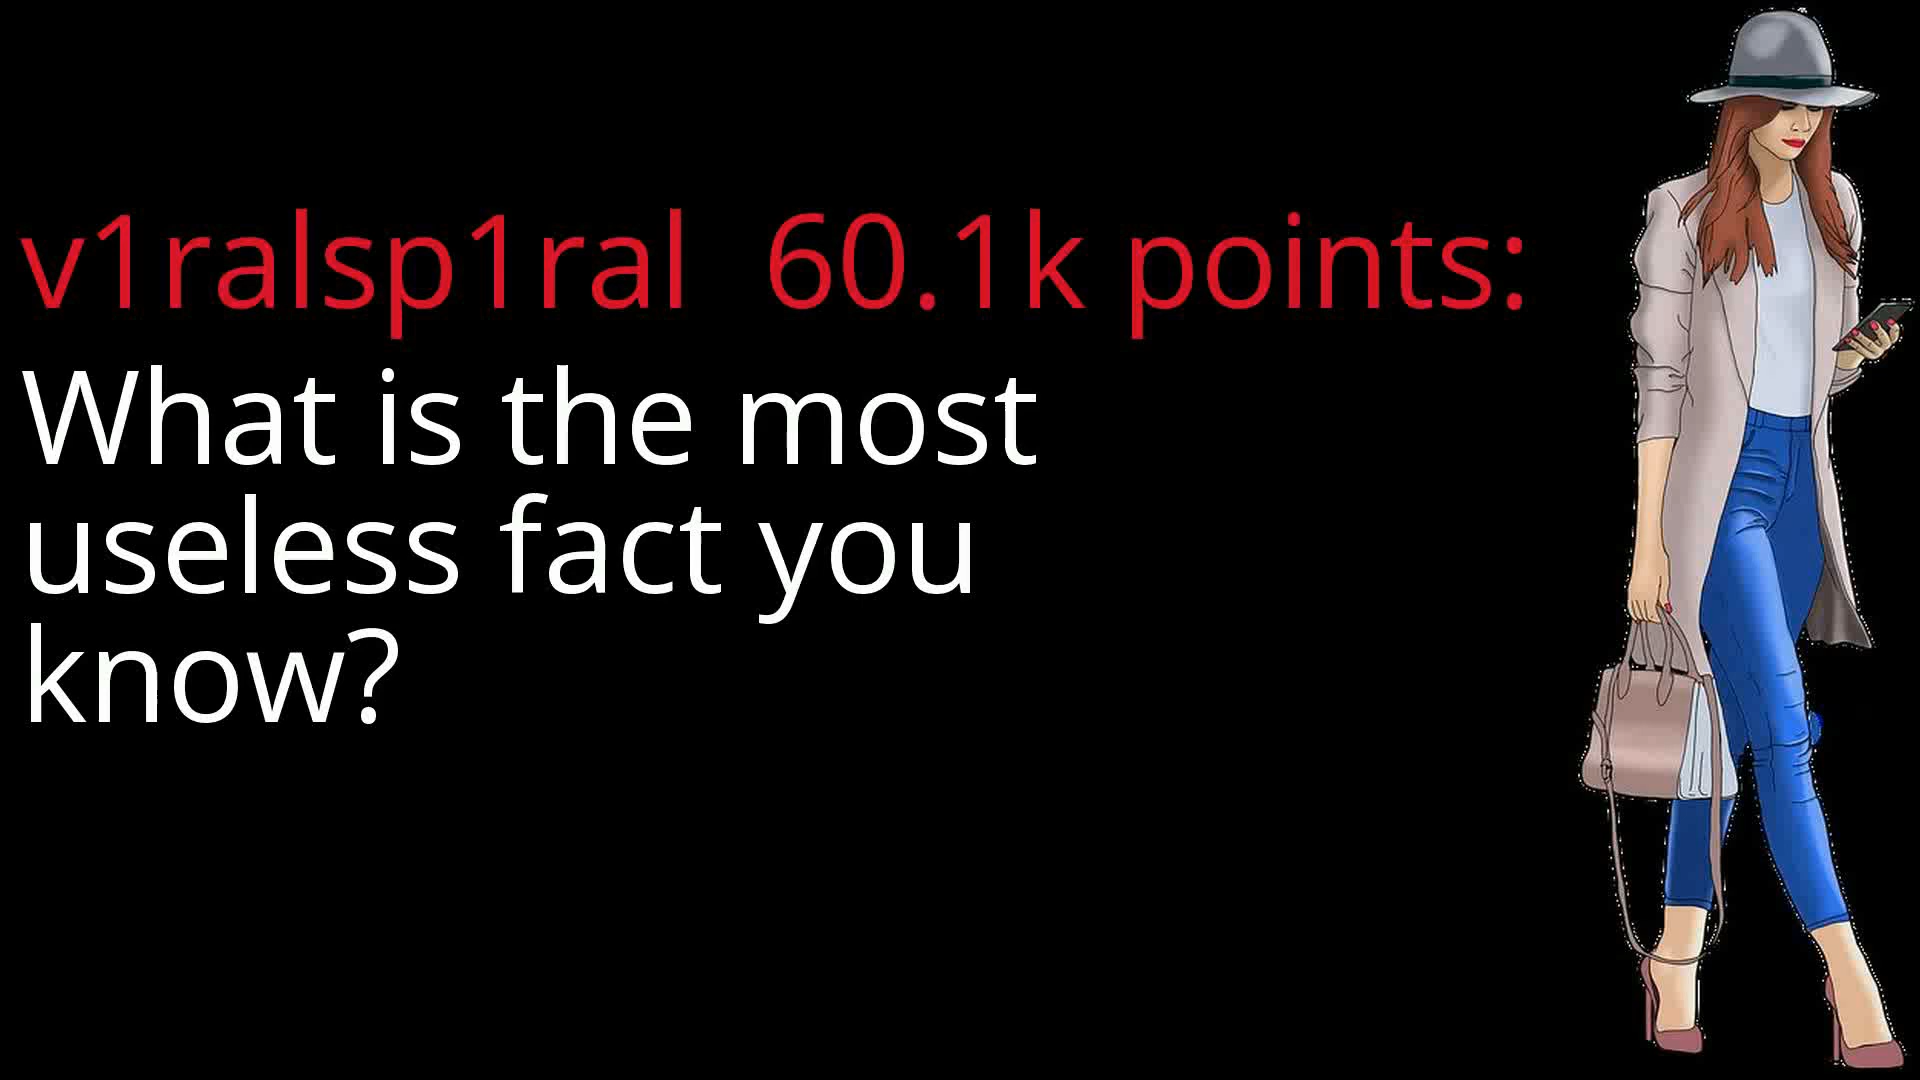 v1ralsp1ral  60.1k points:
What is the most
useless fact you
know?